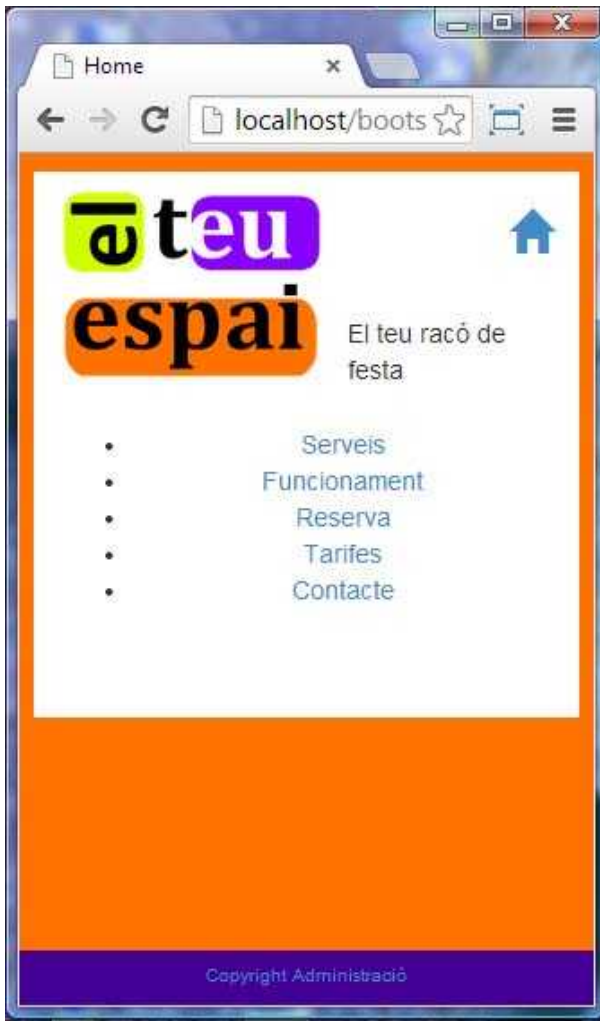 Home
localhost/boots
el teu
espai
El teu racó de
festa
Serveis
Funcionament
Reserva
Tarifes
Contacte
Copyright Administració